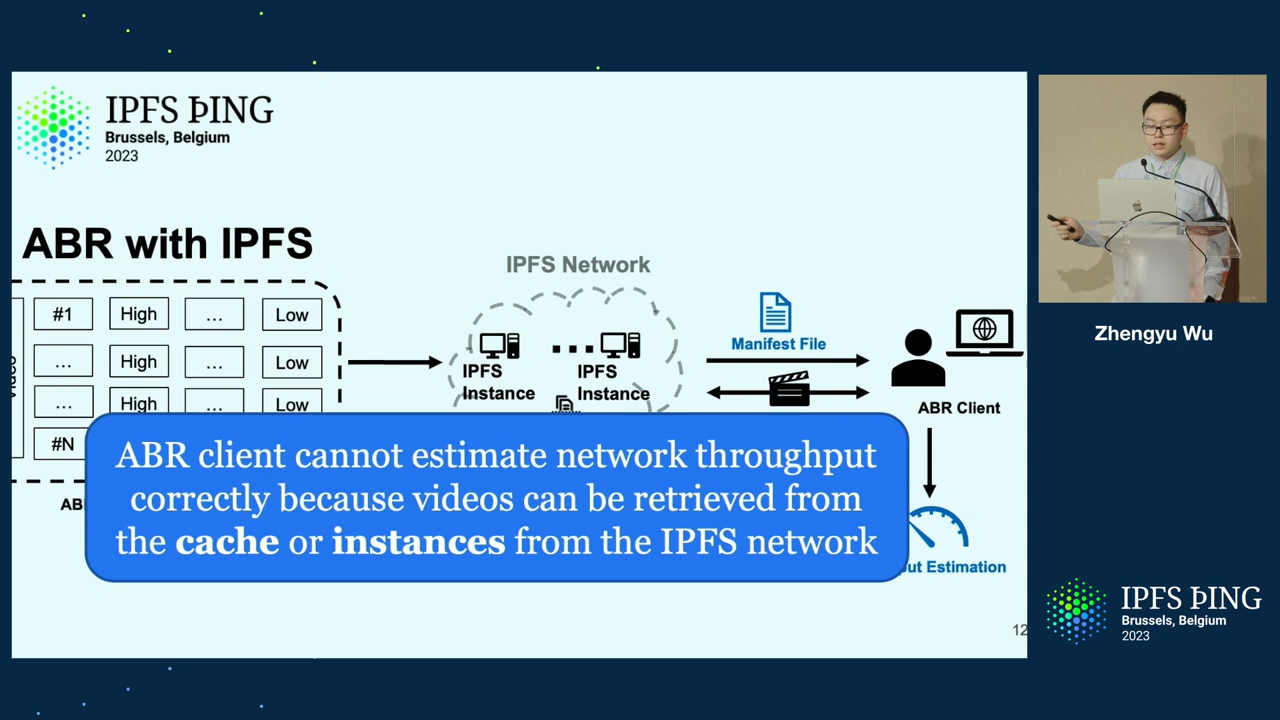 IPFS ÞING
Brussels, Belgium
2023
ABR with IPFS
#1 High … Low
… High … Low
… High … Low
#N
IPFS Network
IPFS Instance
IPFS Instance
Manifest File
ABR Client
Estimation
ABR client cannot estimate network throughput
correctly because videos can be retrieved from
the cache or instances from the IPFS network
12
Zhengyu Wu
IPFS ÞING
Brussels, Belgium
2023